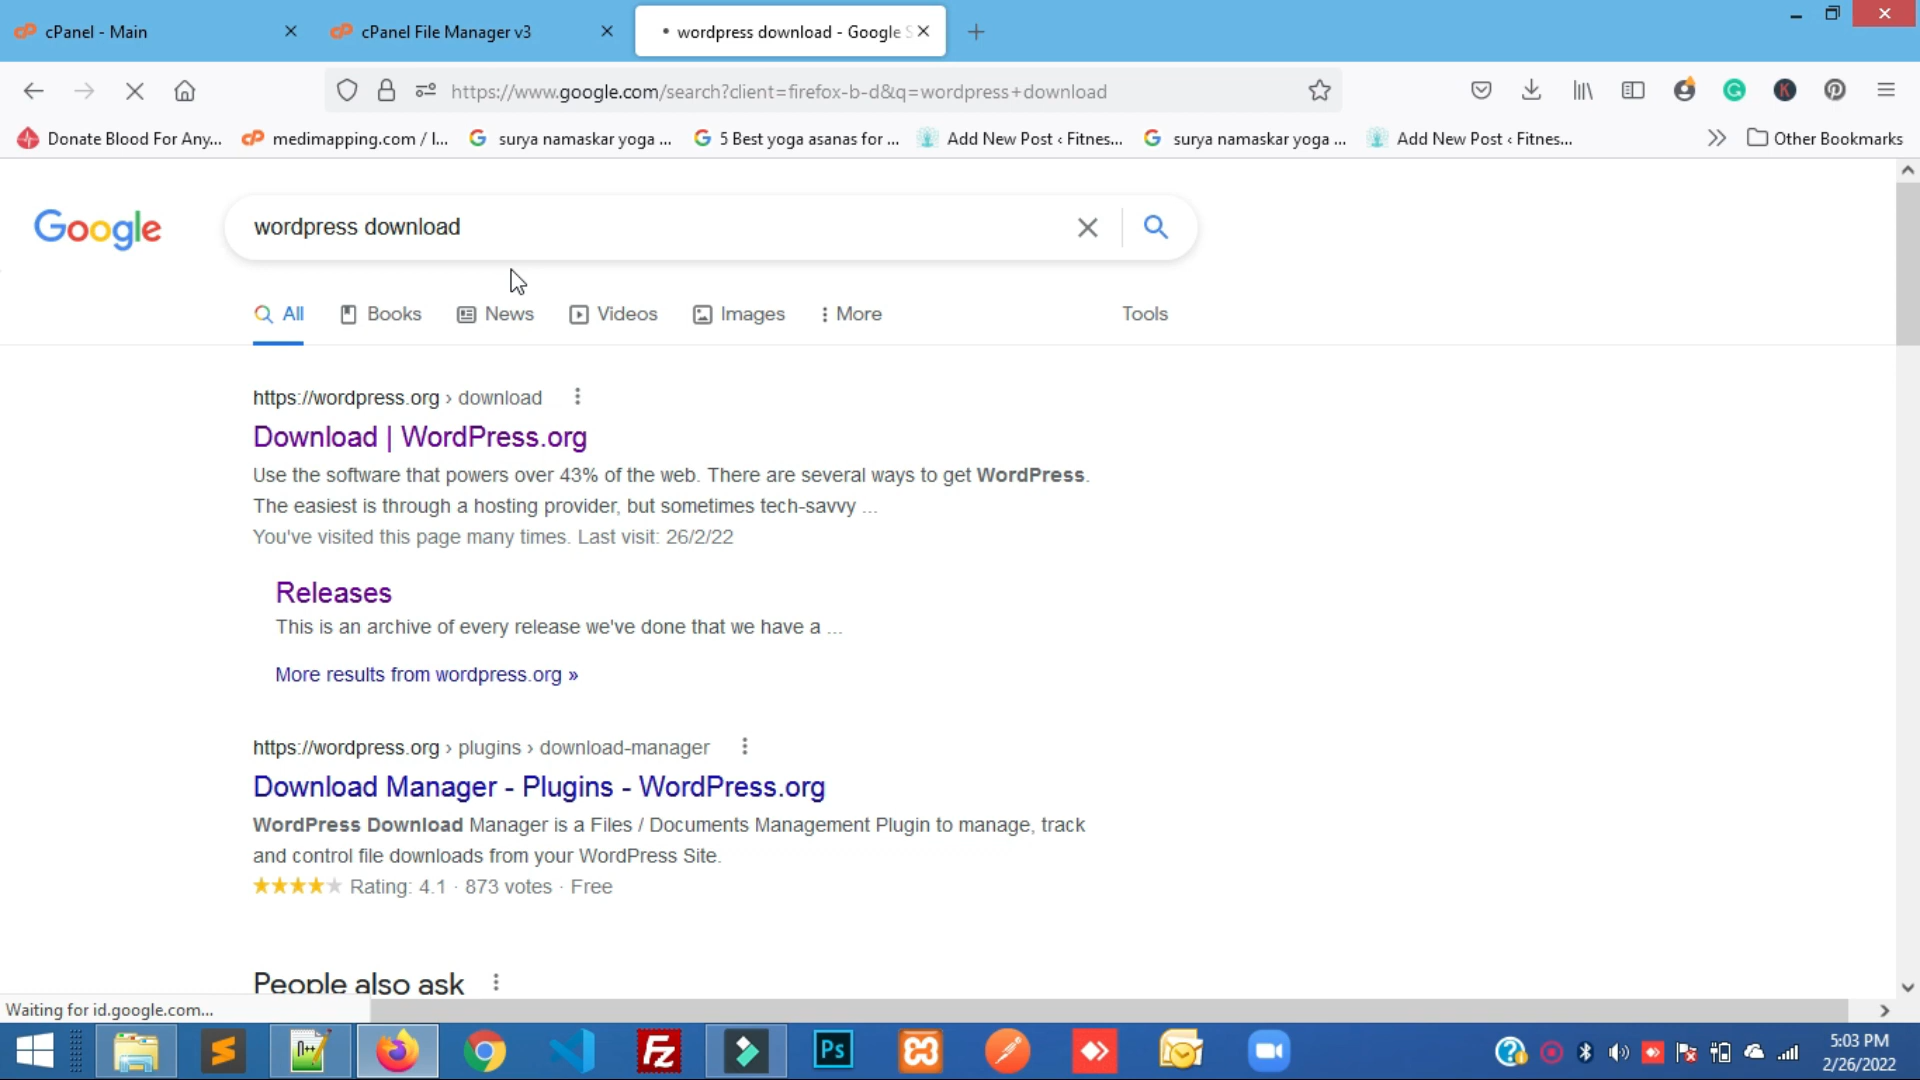 cPanel - Main
cPanel File Manager v3
wordpress download - Google S
https://www.google.com/search?client=firefox-b-d&q=wordpress+download
K
Donate Blood For Any...
medimapping.com / l...
surya namaskar yoga ...
5 Best yoga asanas for ...
Add New Post ‹ Fitnes...
surya namaskar yoga ...
Add New Post ‹ Fitnes...
Other Bookmarks
Google
wordpress download
All
Books
News
Videos
Images
More
Tools
https://wordpress.org › download
Download | WordPress.org
Use the software that powers over 43% of the web. There are several ways to get WordPress.
The easiest is through a hosting provider, but sometimes tech-savvy ...
You've visited this page many times. Last visit: 26/2/22
Releases
This is an archive of every release we've done that we have a ...
More results from wordpress.org »
https://wordpress.org › plugins › download-manager
Download Manager - Plugins - WordPress.org
WordPress Download Manager is a Files / Documents Management Plugin to manage, track
and control file downloads from your WordPress Site.
Rating: 4.1 · 873 votes · Free
People also ask
Waiting for id.google.com...
Ps
5:03 PM
2/26/2022